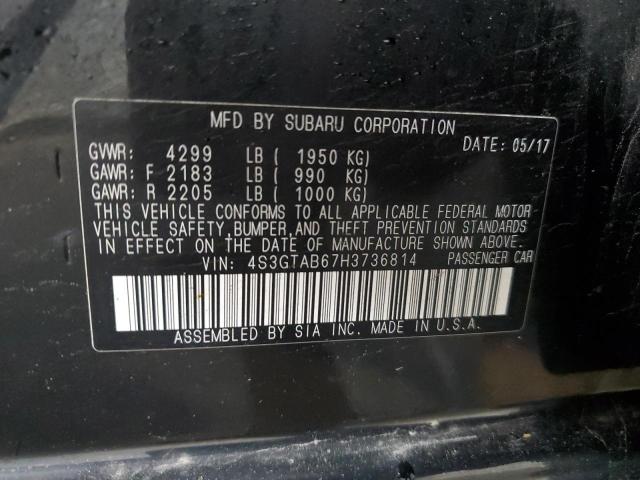 MFD BY SUBARU CORPORATION
DATE: 05/17
GVWR: 4299 LB ( 1950 KG)
GAWR: F 2183 LB ( 990 KG)
GAWR: R 2205 LB ( 1000 KG)
THIS VEHICLE CONFORMS TO ALL APPLICABLE FEDERAL MOTOR
VEHICLE SAFETY, BUMPER, AND THEFT PREVENTION STANDARDS
IN EFFECT ON THE DATE OF MANUFACTURE SHOWN ABOVE.
VIN: 4S3GTAB67H3736814 PASSENGER CAR
ASSEMBLED BY SIA INC. MADE IN U.S.A.